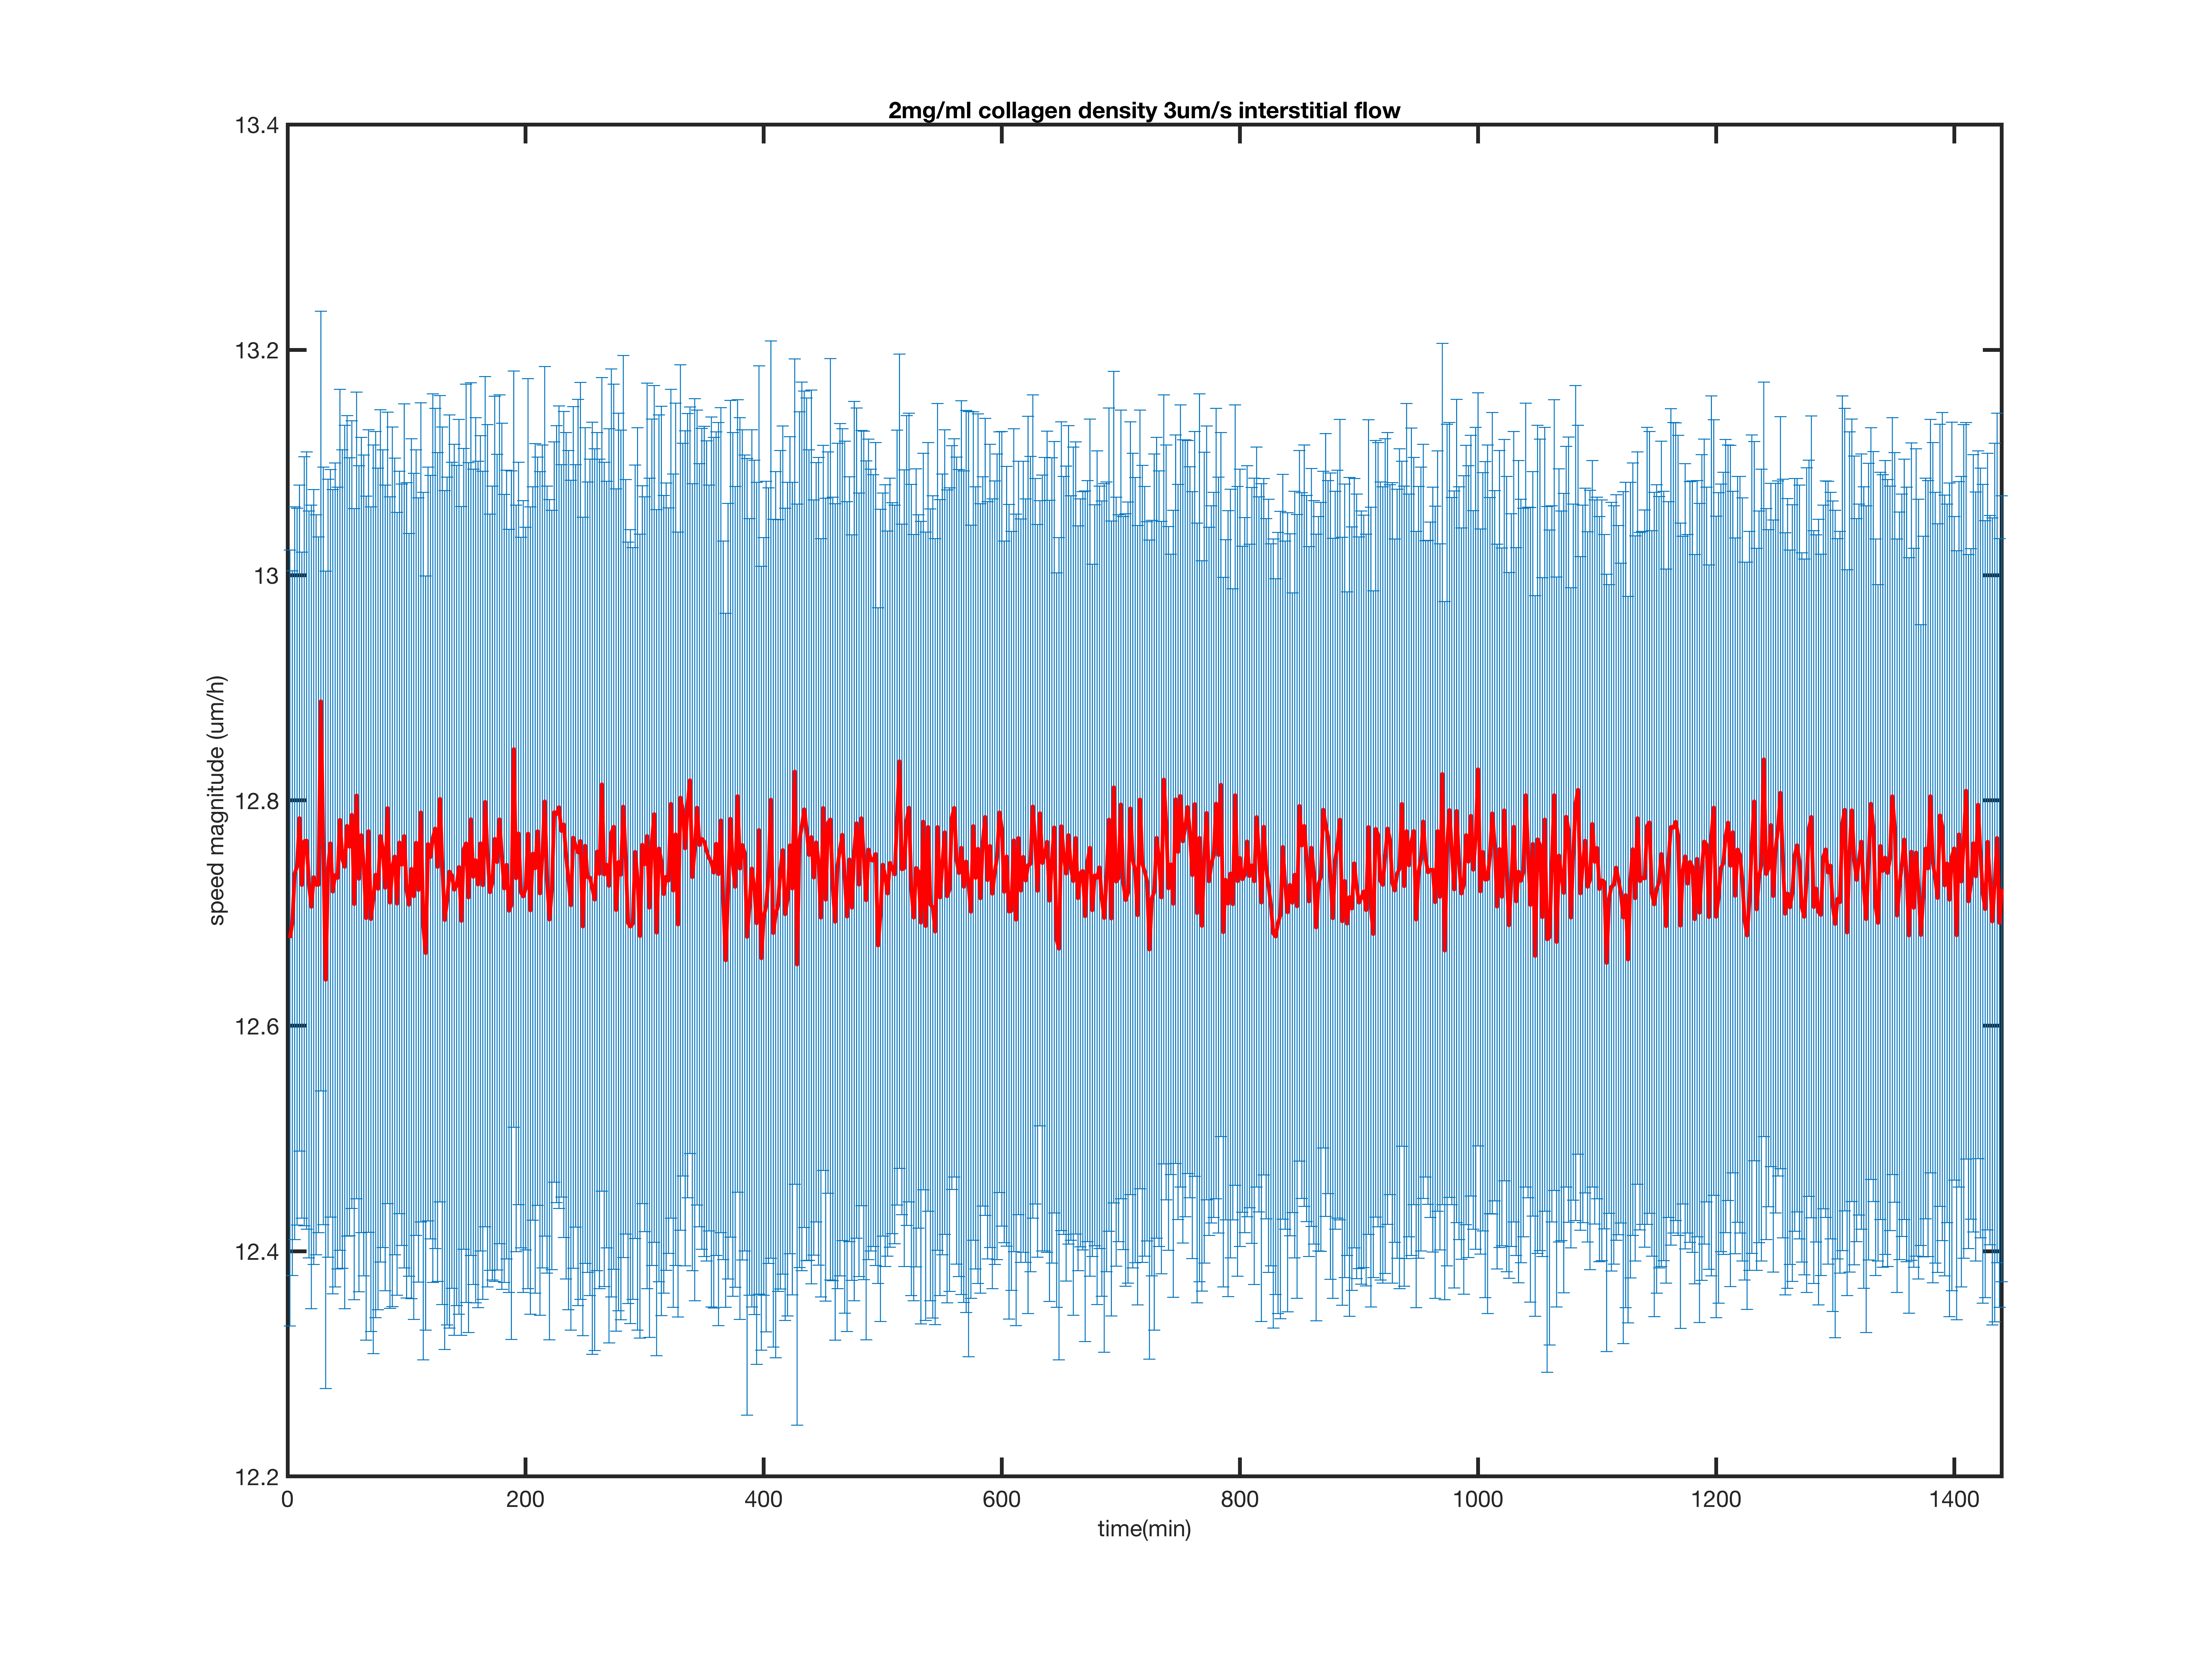 2mg/ml collagen density 3um/s interstitial flow
13.4
13.2
13
12.8
12.6
12.4
12.2
speed magnitude (um/h)
0 200 400 600 800 1000 1200 1400
time(min)